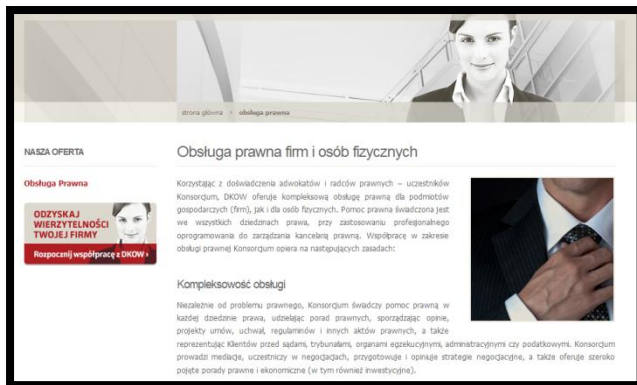 strona główna › obsługa prawna
NASZA OFERTA
Obsługa Prawna
ODZYSKAJ
WIERZYTELNOŚCI
TWOJEJ FIRMY
Rozpocznij współpracę z DKOW ›
Obsługa prawna firm i osób fizycznych
Korzystając z doświadczenia adwokatów i radców prawnych – uczestników
Konsorcjum, DKOW oferuje kompleksową obsługę prawną dla podmiotów
gospodarczych (firm), jak i dla osób fizycznych. Pomoc prawna świadczona jest
we wszystkich dziedzinach prawa, przy zastosowaniu profesjonalnego
oprogramowania do zarządzania kancelarią prawną. Współpracę w zakresie
obsługi prawnej Konsorcjum opiera na następujących zasadach:
Kompleksowość obsługi
Niezależnie od problemu prawnego, Konsorcjum świadczy pomoc prawną w
każdej dziedzinie prawa, udzielając porad prawnych, sporządzając opinie,
projekty umów, uchwał, regulaminów i innych aktów prawnych, a także
reprezentując Klientów przed sądami, trybunałami, organami egzekucyjnymi, administracyjnymi czy podatkowymi. Konsorcjum
prowadzi mediacje, uczestniczy w negocjacjach, przygotowuje i opiniuje strategie negocjacyjne, a także oferuje szeroko
pojęte porady prawne i ekonomiczne (w tym również inwestycyjne).